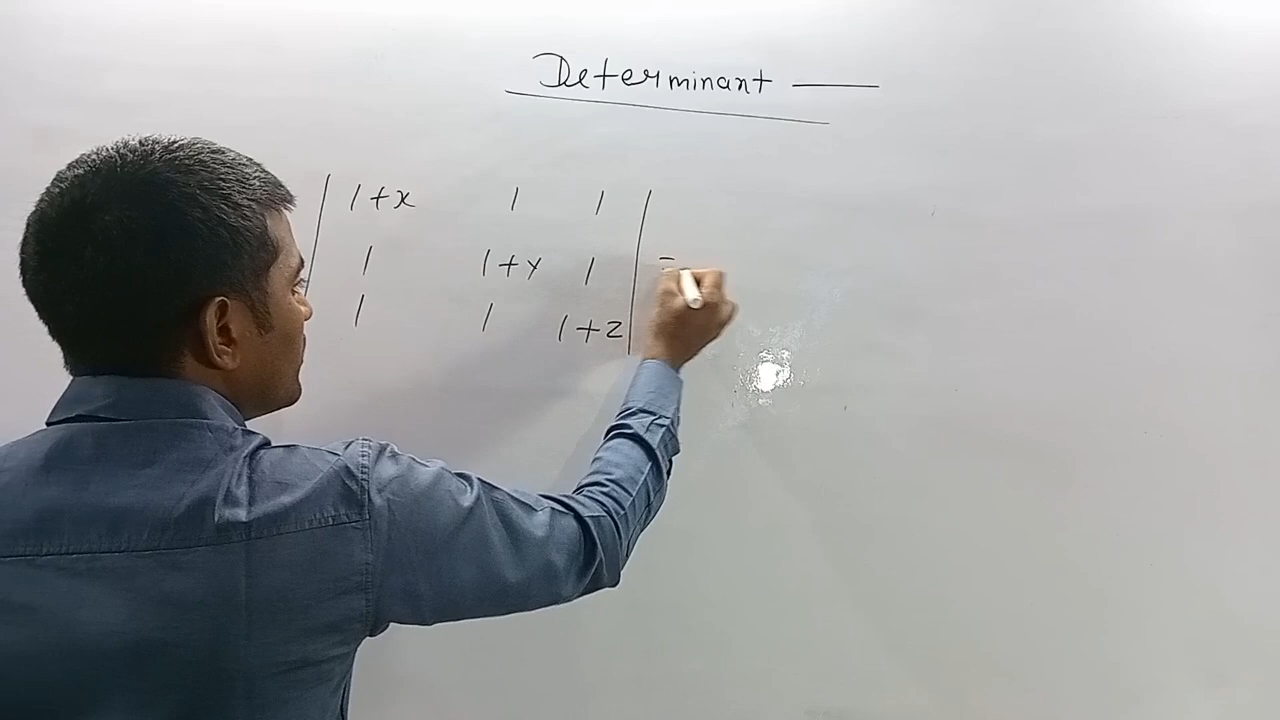 Determinant —
| 1+x 1 1 |
| 1 1+y 1 | =
| 1 1 1+z |